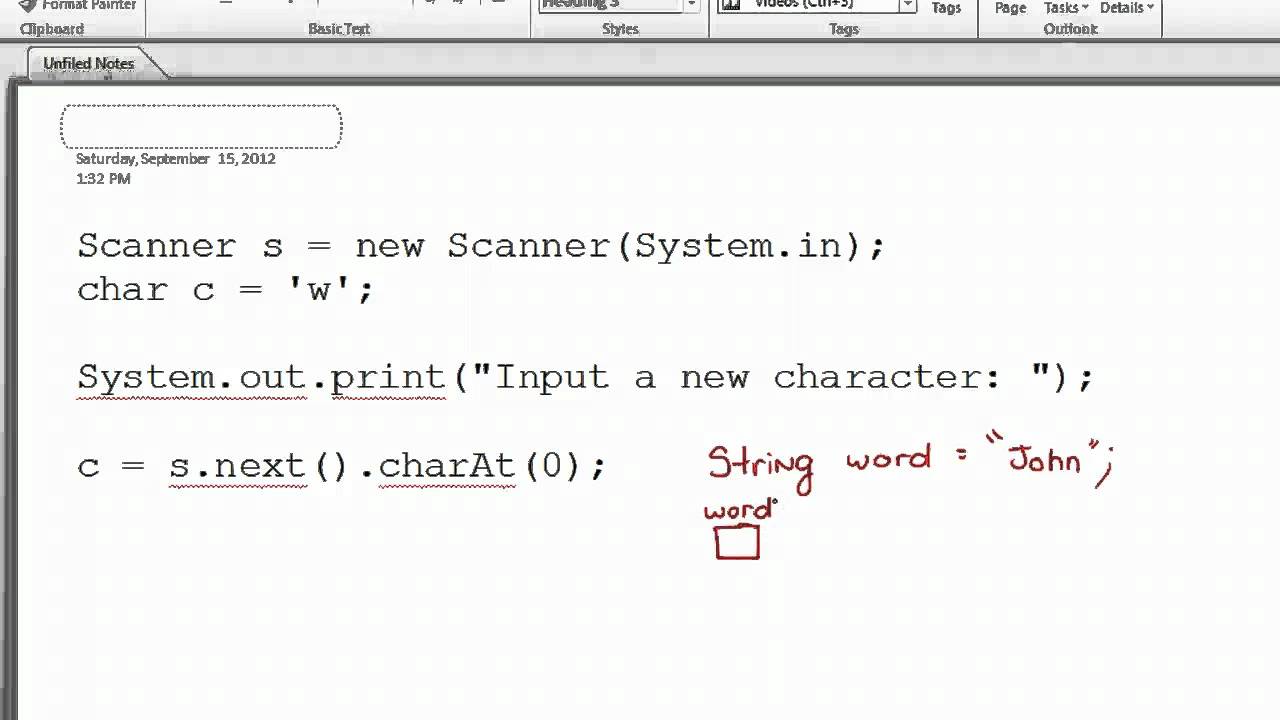 Format Painter
Heading 3
Videos (Ctrl+3)
Tags
Page
Tasks
Details
Clipboard
Basic Text
Styles
Tags
Outlook
Unfiled Notes
Saturday, September 15, 2012
1:32 PM
Scanner s = new Scanner(System.in);
char c = 'w';
System.out.print("Input a new character: ");
c = s.next().charAt(0);
String word = "John";
word